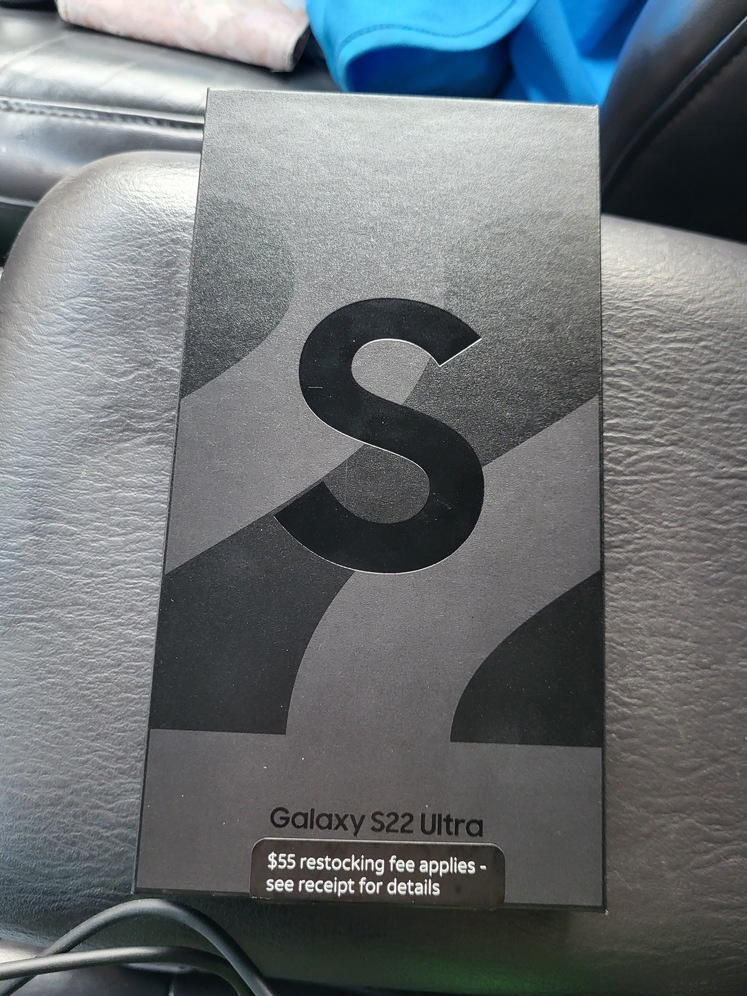 S
Galaxy S22 Ultra
$55 restocking fee applies -
see receipt for details